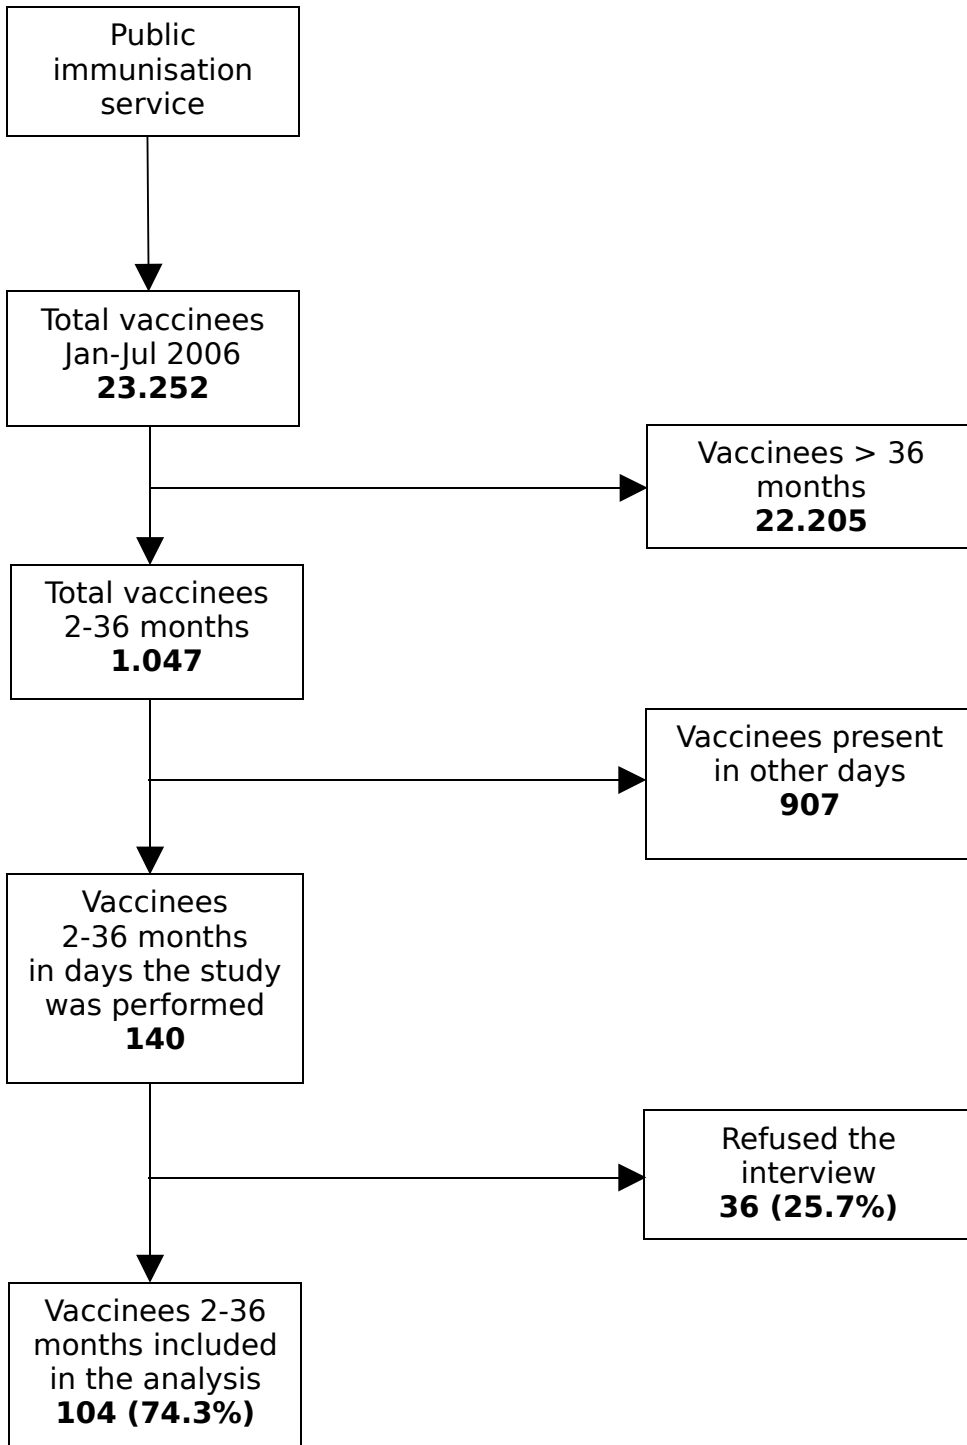 Public
immunisation
service
Total vaccinees
Jan-Jul 2006
23.252
Vaccinees > 36
months
22.205
Total vaccinees
2-36 months
1.047
Vaccinees present
in other days
907
Vaccinees
2-36 months
in days the study
was performed
140
Refused the
interview
36 (25.7%)
Vaccinees 2-36
months included
in the analysis
104 (74.3%)